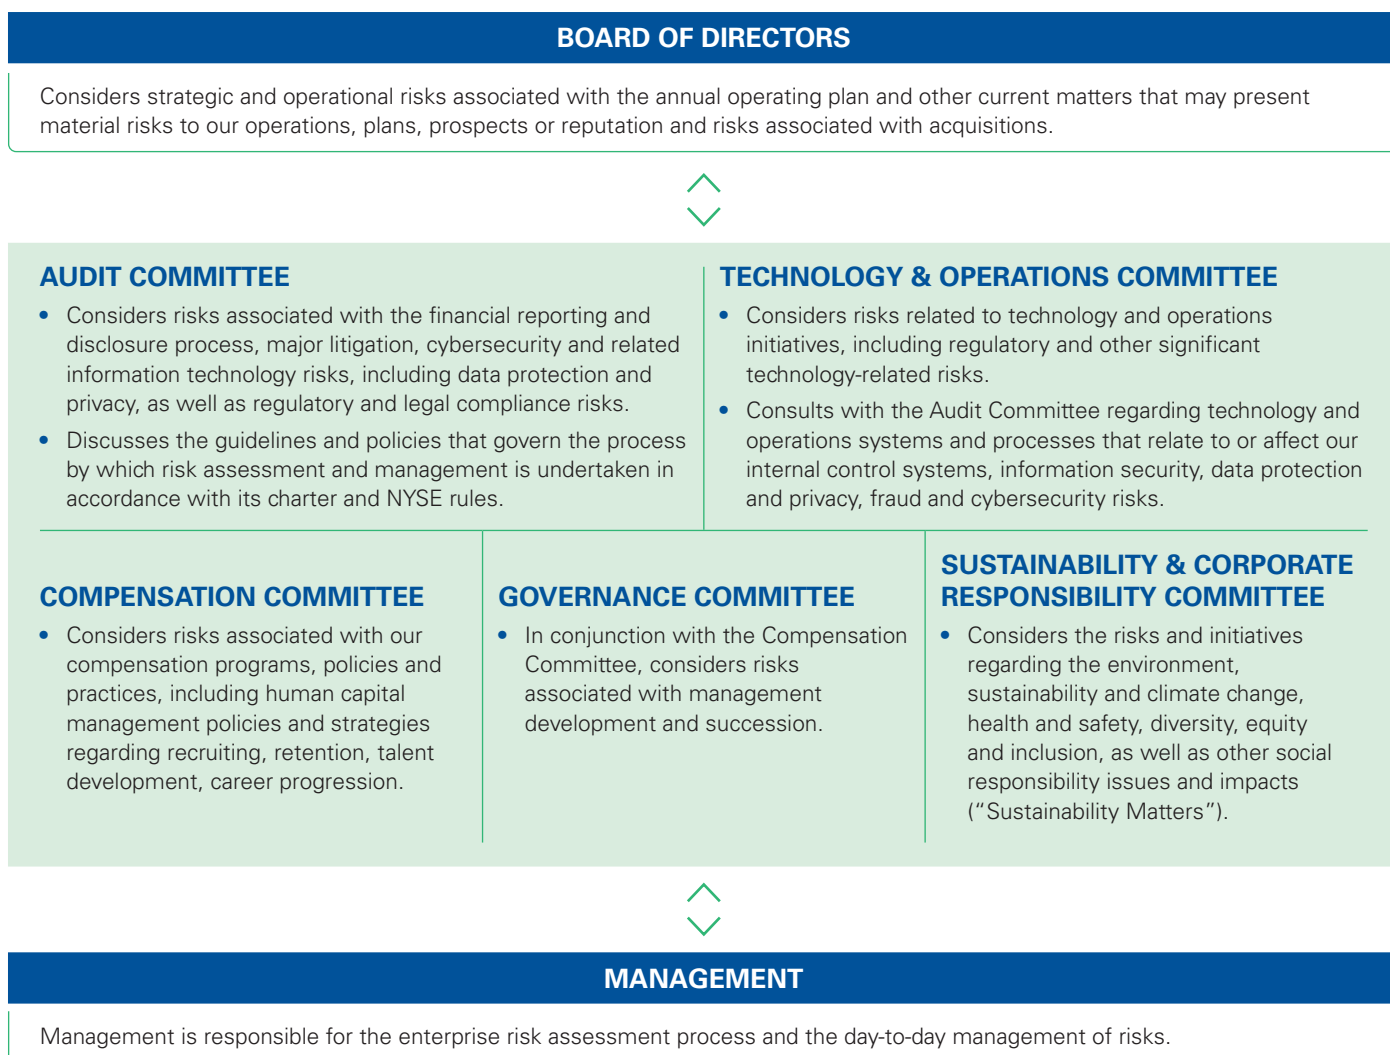 BOARD OF DIRECTORS
Considers strategic and operational risks associated with the annual operating plan and other current matters that may present
material risks to our operations, plans, prospects or reputation and risks associated with acquisitions.
AUDIT COMMITTEE
• Considers risks associated with the financial reporting and
disclosure process, major litigation, cybersecurity and related
information technology risks, including data protection and
privacy, as well as regulatory and legal compliance risks.
• Discusses the guidelines and policies that govern the process
by which risk assessment and management is undertaken in
accordance with its charter and NYSE rules.
TECHNOLOGY & OPERATIONS COMMITTEE
• Considers risks related to technology and operations
initiatives, including regulatory and other significant
technology-related risks.
• Consults with the Audit Committee regarding technology and
operations systems and processes that relate to or affect our
internal control systems, information security, data protection
and privacy, fraud and cybersecurity risks.
COMPENSATION COMMITTEE
• Considers risks associated with our
compensation programs, policies and
practices, including human capital
management policies and strategies
regarding recruiting, retention, talent
development, career progression.
GOVERNANCE COMMITTEE
• In conjunction with the Compensation
Committee, considers risks
associated with management
development and succession.
SUSTAINABILITY & CORPORATE
RESPONSIBILITY COMMITTEE
• Considers the risks and initiatives
regarding the environment,
sustainability and climate change,
health and safety, diversity, equity
and inclusion, as well as other social
responsibility issues and impacts
(“Sustainability Matters”).
MANAGEMENT
Management is responsible for the enterprise risk assessment process and the day-to-day management of risks.